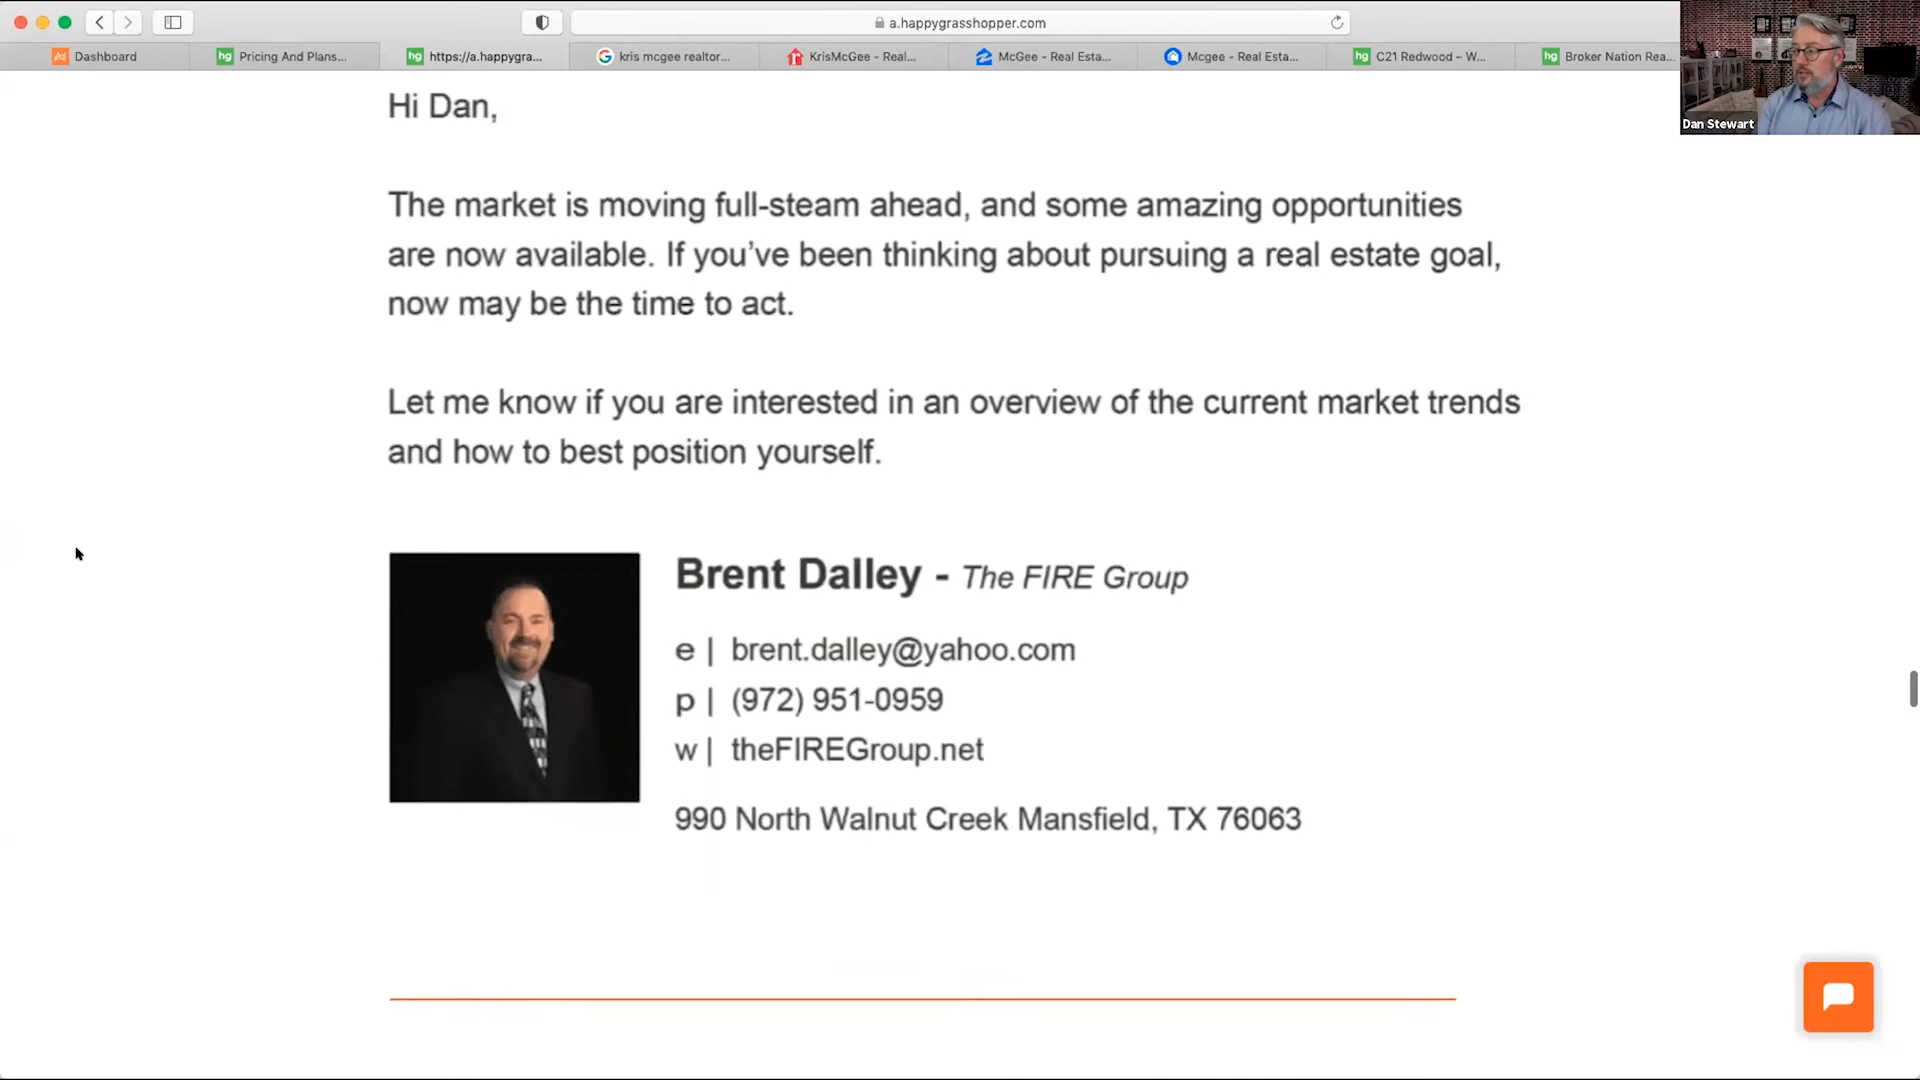 a.happygrasshopper.com
Dashboard
Pricing And Plans...
https://a.happygra...
kris mcgee realtor...
KrisMcGee - Real...
McGee - Real Esta...
Mcgee - Real Esta...
C21 Redwood – W...
Broker Nation Rea...
Dan Stewart
Hi Dan,
The market is moving full-steam ahead, and some amazing opportunities
are now available. If you’ve been thinking about pursuing a real estate goal,
now may be the time to act.
Let me know if you are interested in an overview of the current market trends
and how to best position yourself.
Brent Dalley - The FIRE Group
e | brent.dalley@yahoo.com
p | (972) 951-0959
w | theFIREGroup.net
990 North Walnut Creek Mansfield, TX 76063